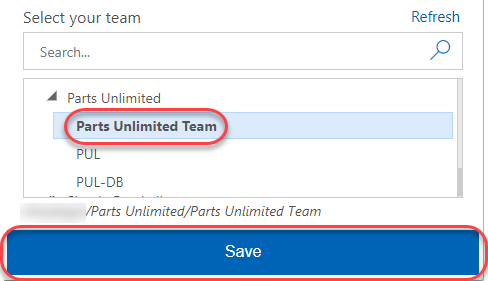 Select your team
Refresh
Search...
Parts Unlimited
Parts Unlimited Team
PUL
PUL-DB
/Parts Unlimited/Parts Unlimited Team
Save